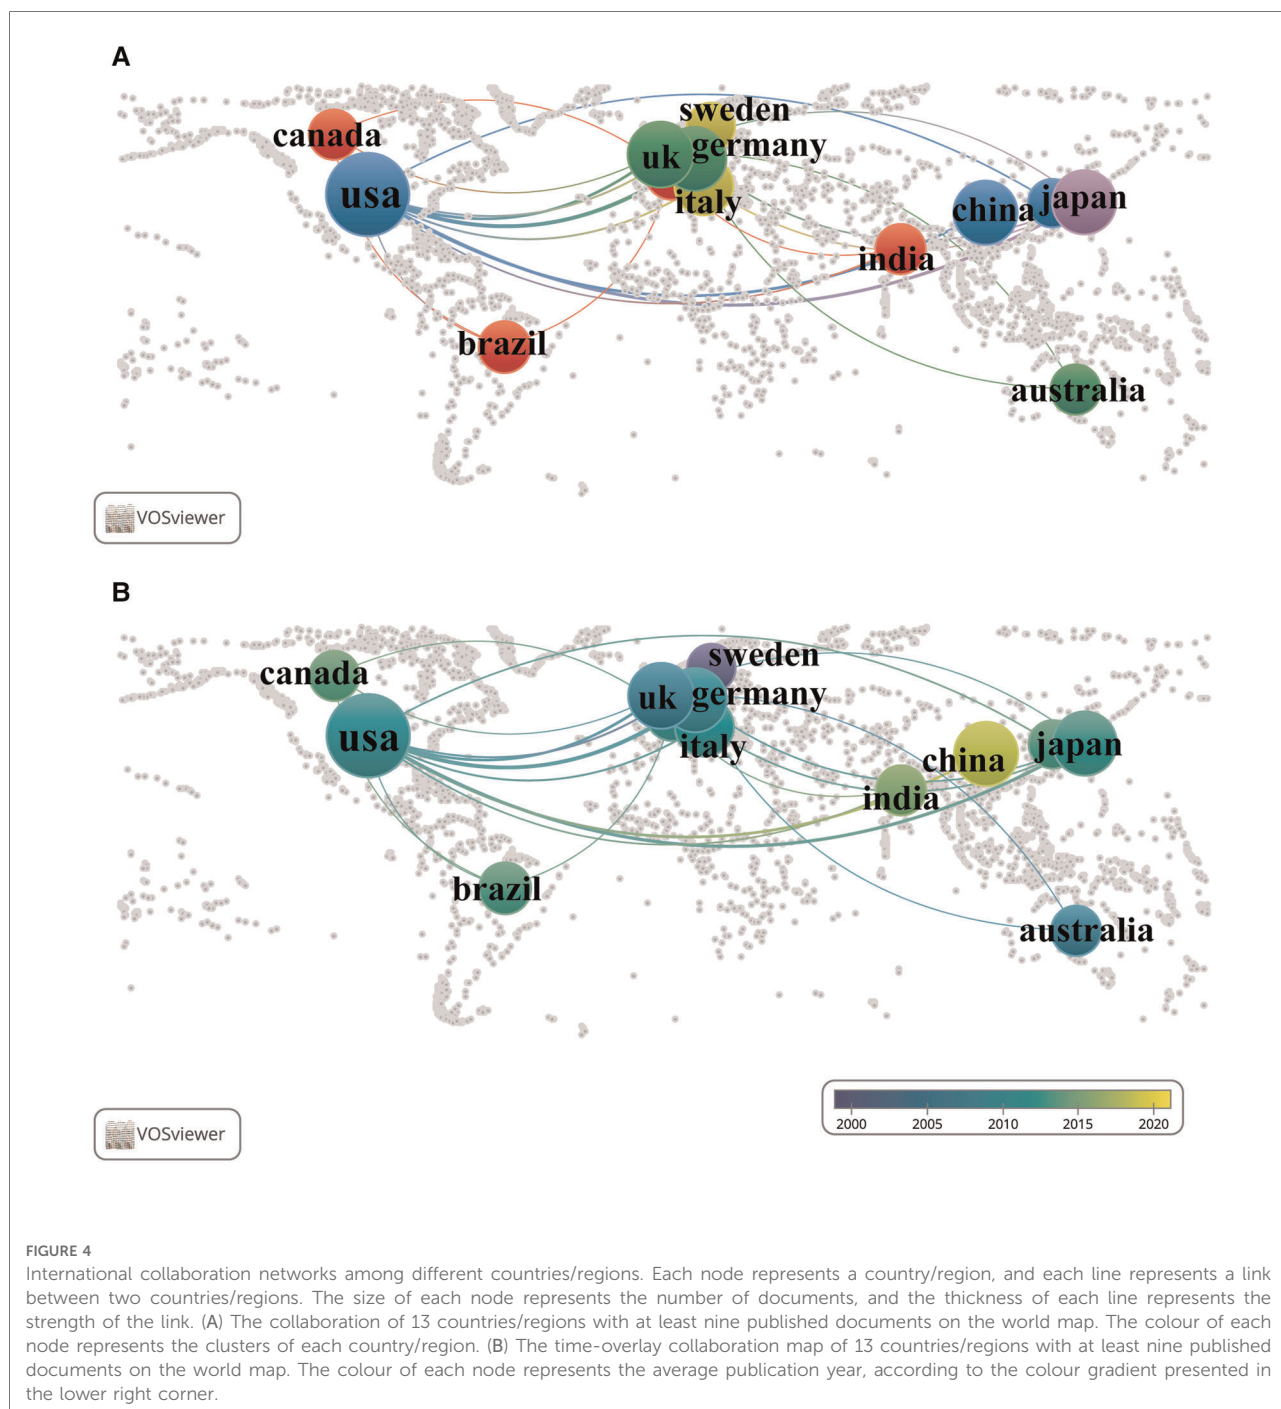 A
canada
usa
sweden
uk
germany
italy
china
japan
india
brazil
australia
VOSviewer
B
canada
usa
sweden
uk
germany
italy
china
japan
india
brazil
australia
2000 2005 2010 2015 2020
VOSviewer
FIGURE 4
International collaboration networks among different countries/regions. Each node represents a country/region, and each line represents a link
between two countries/regions. The size of each node represents the number of documents, and the thickness of each line represents the
strength of the link. (A) The collaboration of 13 countries/regions with at least nine published documents on the world map. The colour of each
node represents the clusters of each country/region. (B) The time-overlay collaboration map of 13 countries/regions with at least nine published
documents on the world map. The colour of each node represents the average publication year, according to the colour gradient presented in
the lower right corner.